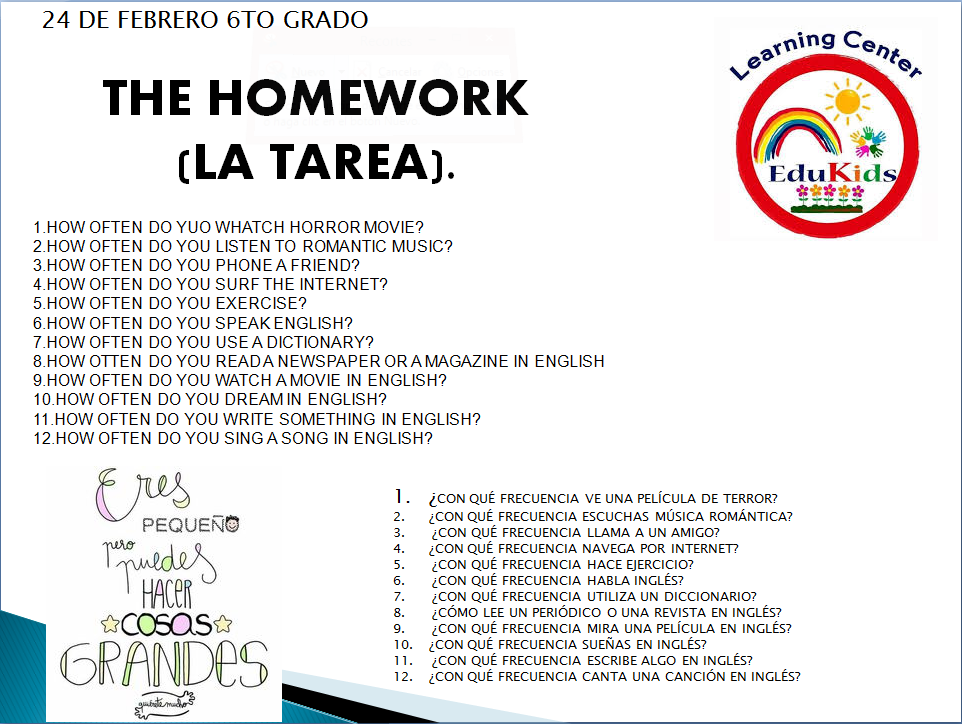 24 DE FEBRERO 6TO GRADO
Learning Center
EduKids
THE HOMEWORK
(LA TAREA).
1.HOW OFTEN DO YUO WHATCH HORROR MOVIE?
2.HOW OFTEN DO YOU LISTEN TO ROMANTIC MUSIC?
3.HOW OFTEN DO YOU PHONE A FRIEND?
4.HOW OFTEN DO YOU SURF THE INTERNET?
5.HOW OFTEN DO YOU EXERCISE?
6.HOW OFTEN DO YOU SPEAK ENGLISH?
7.HOW OFTEN DO YOU USE A DICTIONARY?
8.HOW OTTEN DO YOU READ A NEWSPAPER OR A MAGAZINE IN ENGLISH
9.HOW OFTEN DO YOU WATCH A MOVIE IN ENGLISH?
10.HOW OFTEN DO YOU DREAM IN ENGLISH?
11.HOW OFTEN DO YOU WRITE SOMETHING IN ENGLISH?
12.HOW OFTEN DO YOU SING A SONG IN ENGLISH?
Eres
PEQUEÑO
pero
puedes
HACER
COSAS
GRANDES
quiérete mucho
1. ¿CON QUÉ FRECUENCIA VE UNA PELÍCULA DE TERROR?
2. ¿CON QUÉ FRECUENCIA ESCUCHAS MÚSICA ROMÁNTICA?
3. ¿CON QUÉ FRECUENCIA LLAMA A UN AMIGO?
4. ¿CON QUÉ FRECUENCIA NAVEGA POR INTERNET?
5. ¿CON QUÉ FRECUENCIA HACE EJERCICIO?
6. ¿CON QUÉ FRECUENCIA HABLA INGLÉS?
7. ¿CON QUÉ FRECUENCIA UTILIZA UN DICCIONARIO?
8. ¿CÓMO LEE UN PERIÓDICO O UNA REVISTA EN INGLÉS?
9. ¿CON QUÉ FRECUENCIA MIRA UNA PELÍCULA EN INGLÉS?
10. ¿CON QUÉ FRECUENCIA SUEÑAS EN INGLÉS?
11. ¿CON QUÉ FRECUENCIA ESCRIBE ALGO EN INGLÉS?
12. ¿CON QUÉ FRECUENCIA CANTA UNA CANCIÓN EN INGLÉS?